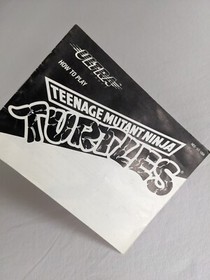 ULTRA
HOW TO PLAY
TEENAGE MUTANT NINJA
TURTLES